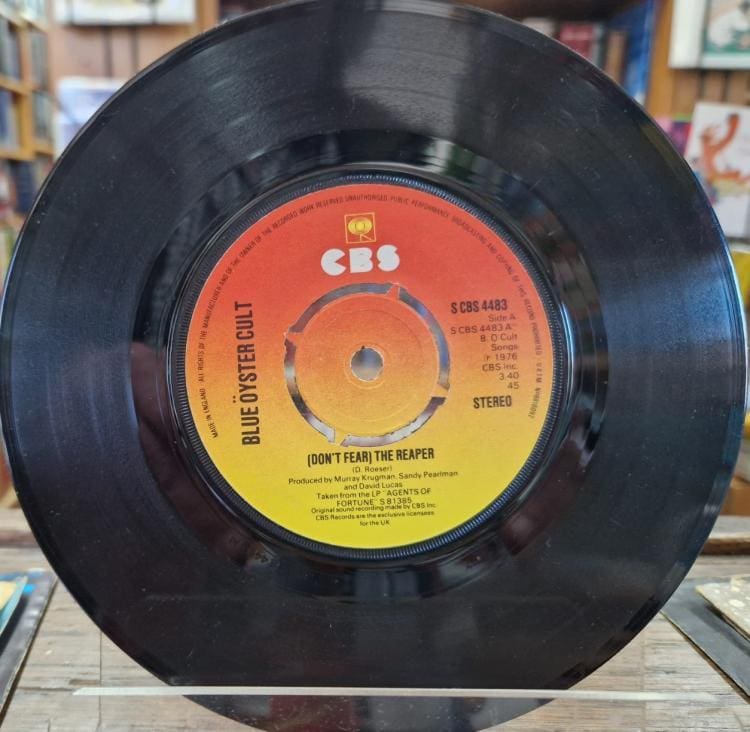 MADE IN ENGLAND · ALL RIGHTS OF THE MANUFACTURER AND OF THE OWNER OF THE RECORDED WORK RESERVED UNAUTHORISED PUBLIC PERFORMANCE BROADCASTING AND COPYING OF THIS RECORD PROHIBITED ·
CBS
BLUE ÖYSTER CULT
S CBS 4483
Side A
S CBS 4483 A
B. O'Cult
Songs
℗ 1976
CBS Inc.
3.40
45
STEREO
(DON'T FEAR) THE REAPER
(D. Roeser)
Produced by Murray Krugman, Sandy Pearlman
and David Lucas
Taken from the LP "AGENTS OF
FORTUNE" S 81385
Original sound recording made by CBS Inc.
CBS Records are the exclusive licensees
for the UK